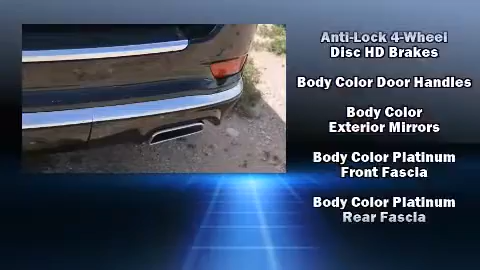 Anti-Lock 4-Wheel
Disc HD Brakes
Body Color Door Handles
Body Color
Exterior Mirrors
Body Color Platinum
Front Fascia
Body Color Platinum
Rear Fascia